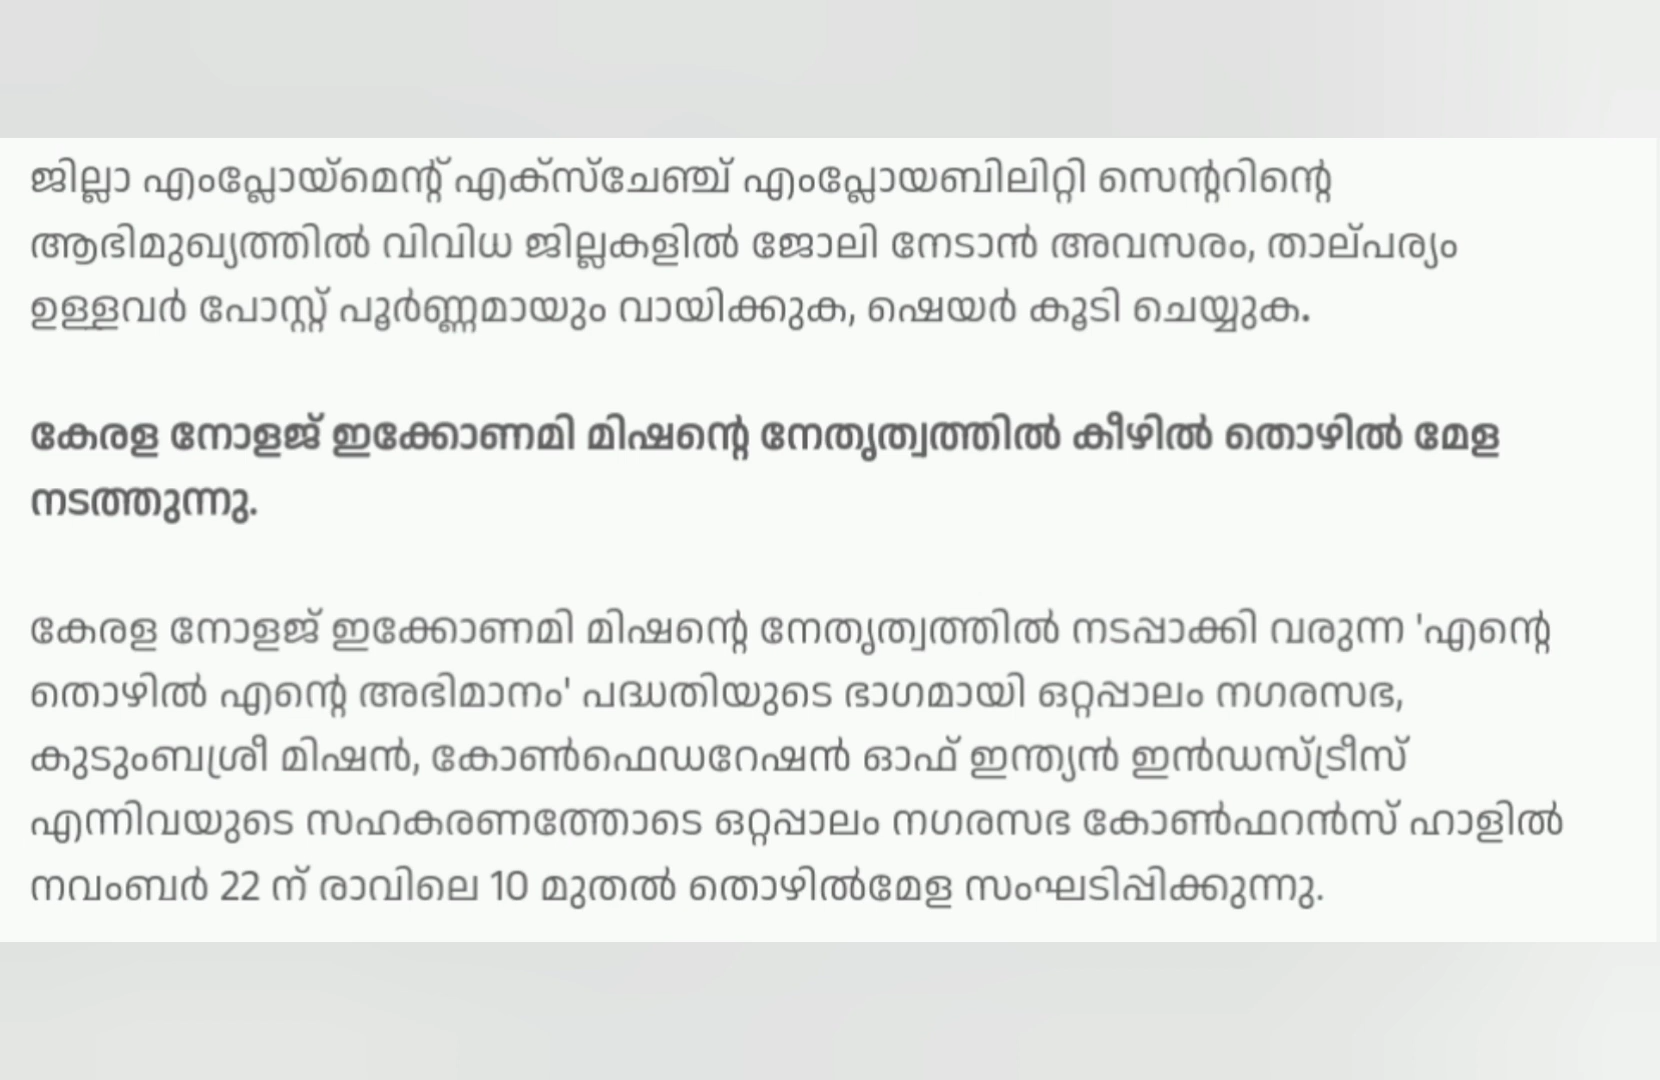 ജില്ലാ എംപ്ലോയ്മെന്റ് എക്സ്ചേഞ്ച് എംപ്ലോയബിലിറ്റി സെന്ററിന്റെ
ആഭിമുഖ്യത്തിൽ വിവിധ ജില്ലകളിൽ ജോലി നേടാൻ അവസരം, താല്പര്യം
ഉള്ളവർ പോസ്റ്റ് പൂർണ്ണമായും വായിക്കുക, ഷെയർ കൂടി ചെയ്യുക.
കേരള നോളജ് ഇക്കോണമി മിഷന്റെ നേതൃത്വത്തിൽ കീഴിൽ തൊഴിൽ മേള
നടത്തുന്നു.
കേരള നോളജ് ഇക്കോണമി മിഷന്റെ നേതൃത്വത്തിൽ നടപ്പാക്കി വരുന്ന 'എന്റെ
തൊഴിൽ എന്റെ അഭിമാനം' പദ്ധതിയുടെ ഭാഗമായി ഒറ്റപ്പാലം നഗരസഭ,
കുടുംബശ്രീ മിഷൻ, കോൺഫെഡറേഷൻ ഓഫ് ഇന്ത്യൻ ഇൻഡസ്ട്രീസ്
എന്നിവയുടെ സഹകരണത്തോടെ ഒറ്റപ്പാലം നഗരസഭ കോൺഫറൻസ് ഹാളിൽ
നവംബർ 22 ന് രാവിലെ 10 മുതൽ തൊഴിൽമേള സംഘടിപ്പിക്കുന്നു.